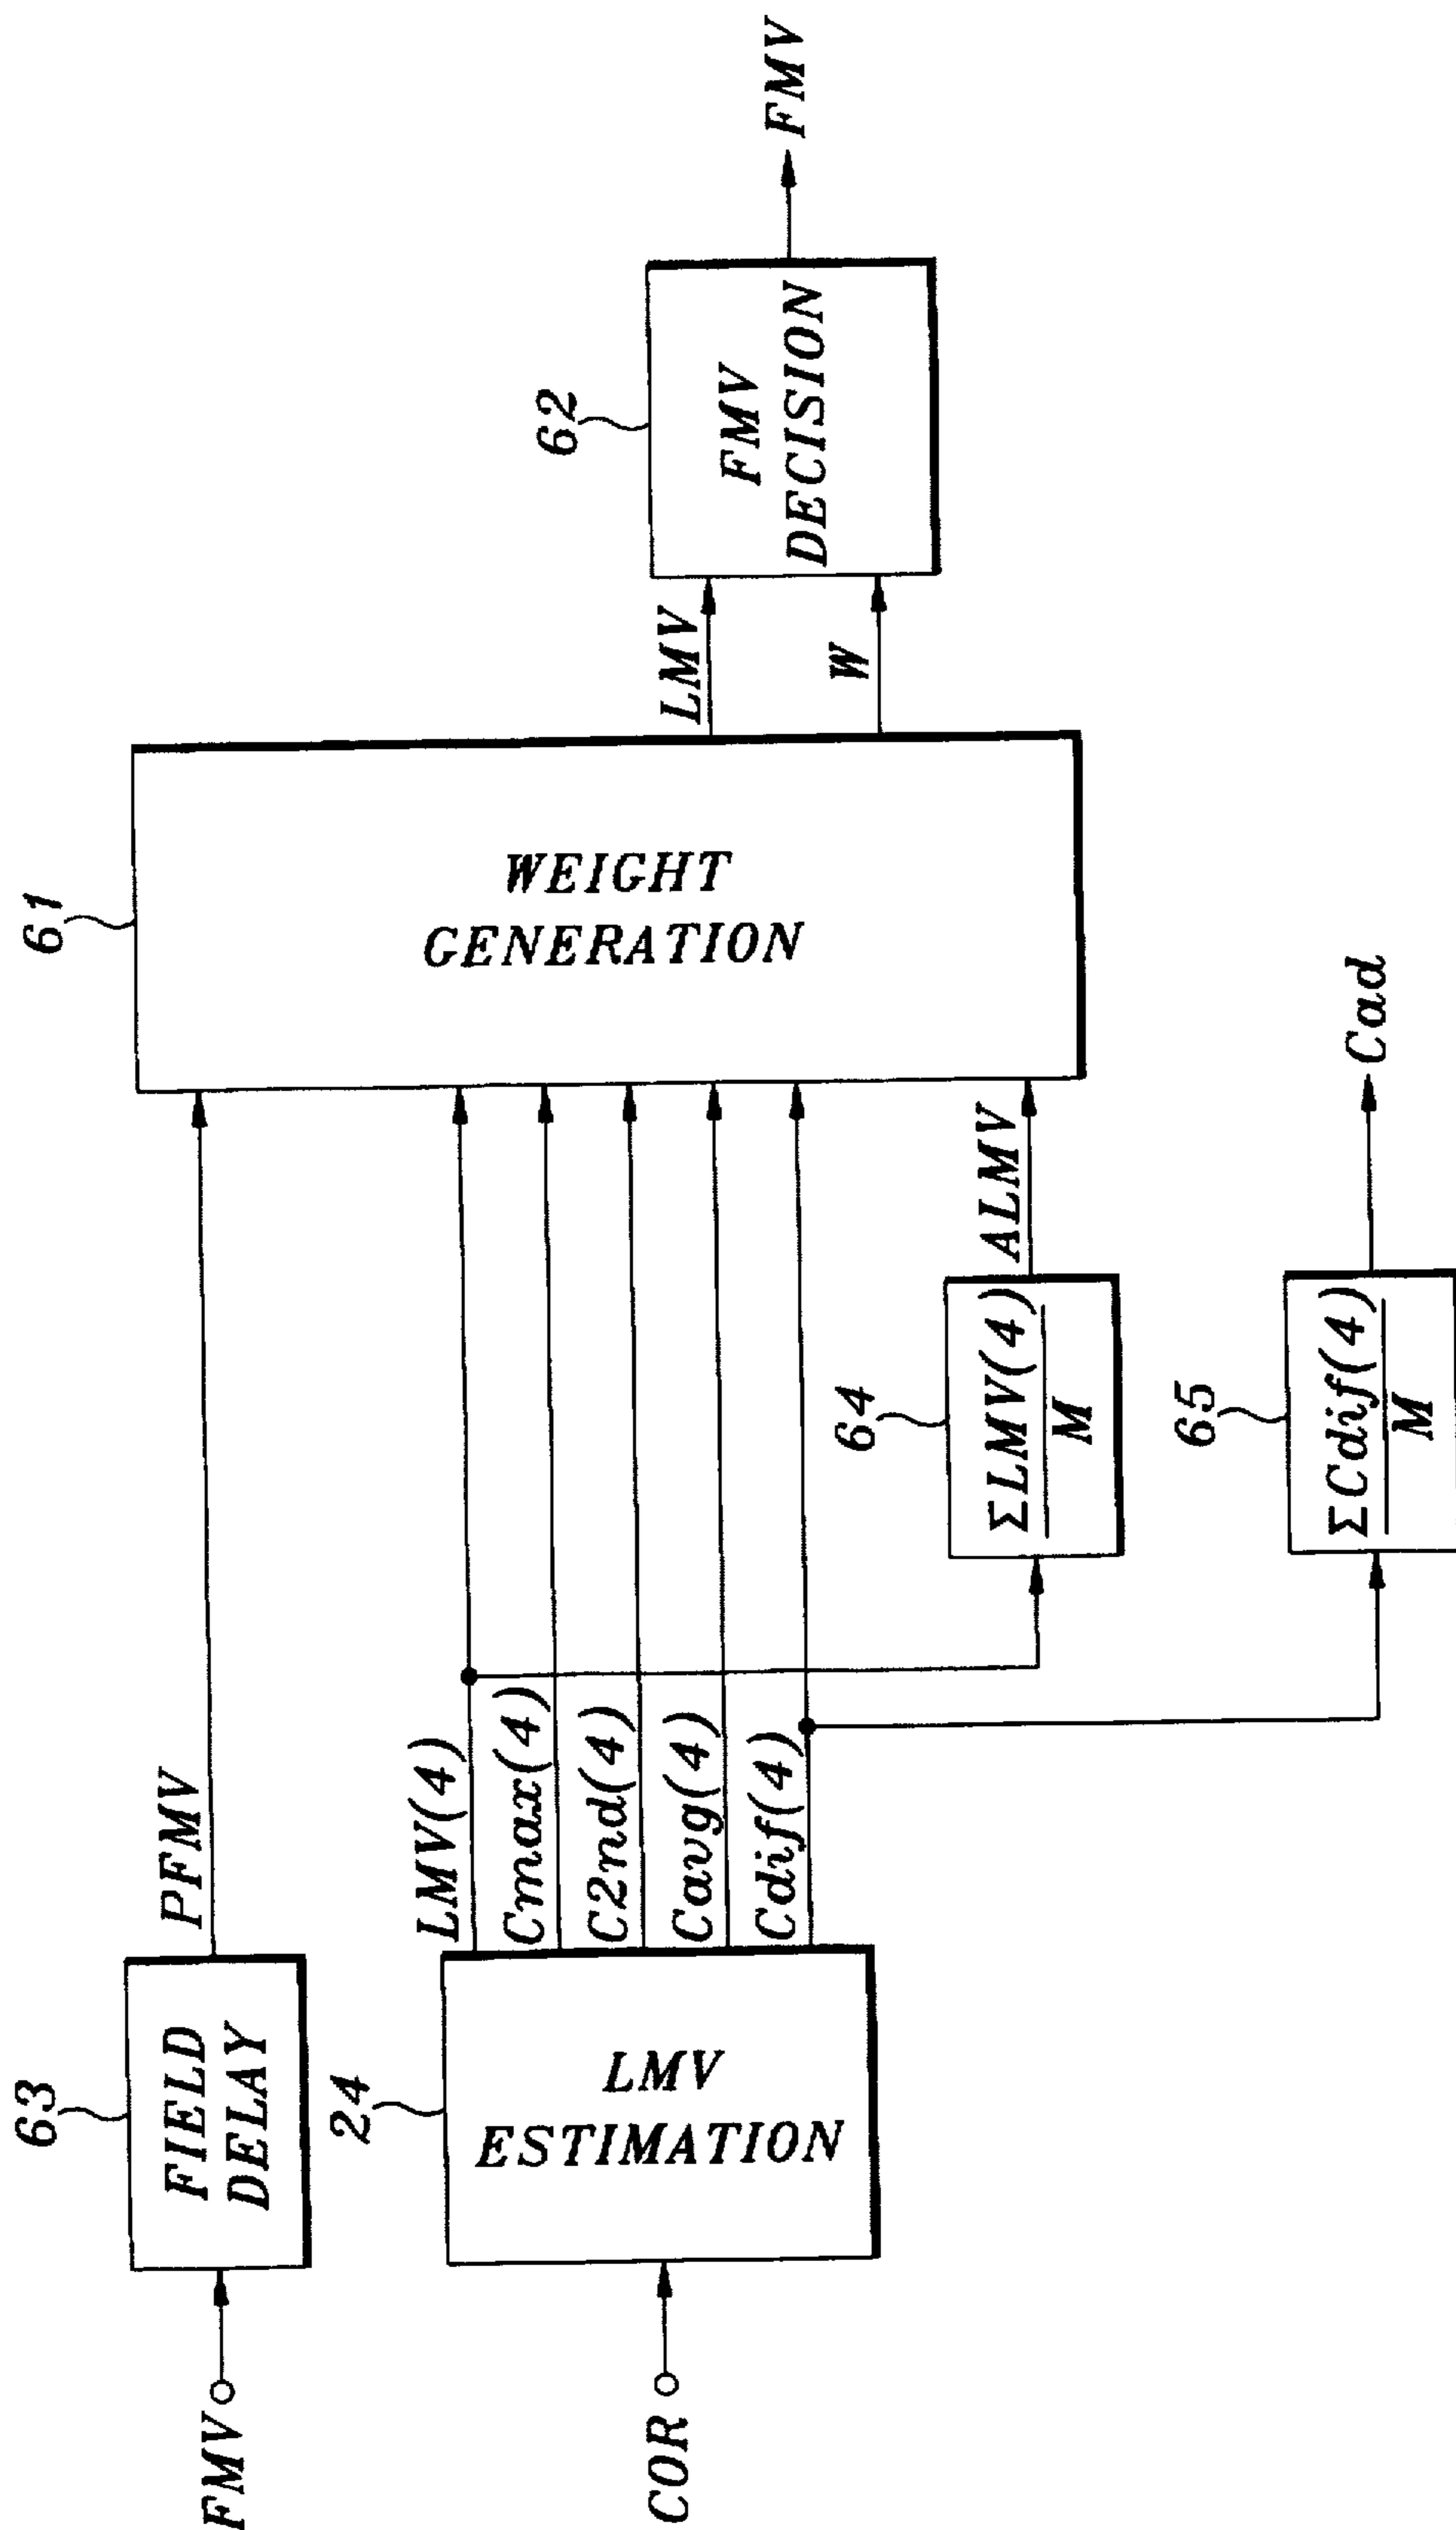 FMV
63
FIELD
DELAY
PFMV
COR
24
LMV
ESTIMATION
LMV(4)
Cmax(4)
C2nd(4)
Cavg(4)
Cdif(4)
64
ΣLMV(4)
M
ALMV
65
ΣCdif(4)
M
Cad
61
WEIGHT
GENERATION
LMV
W
62
FMV
DECISION
FMV